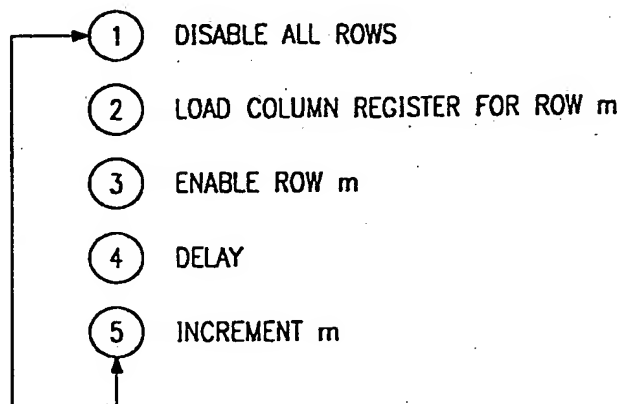 1 DISABLE ALL ROWS
2 LOAD COLUMN REGISTER FOR ROW m
3 ENABLE ROW m
4 DELAY
5 INCREMENT m